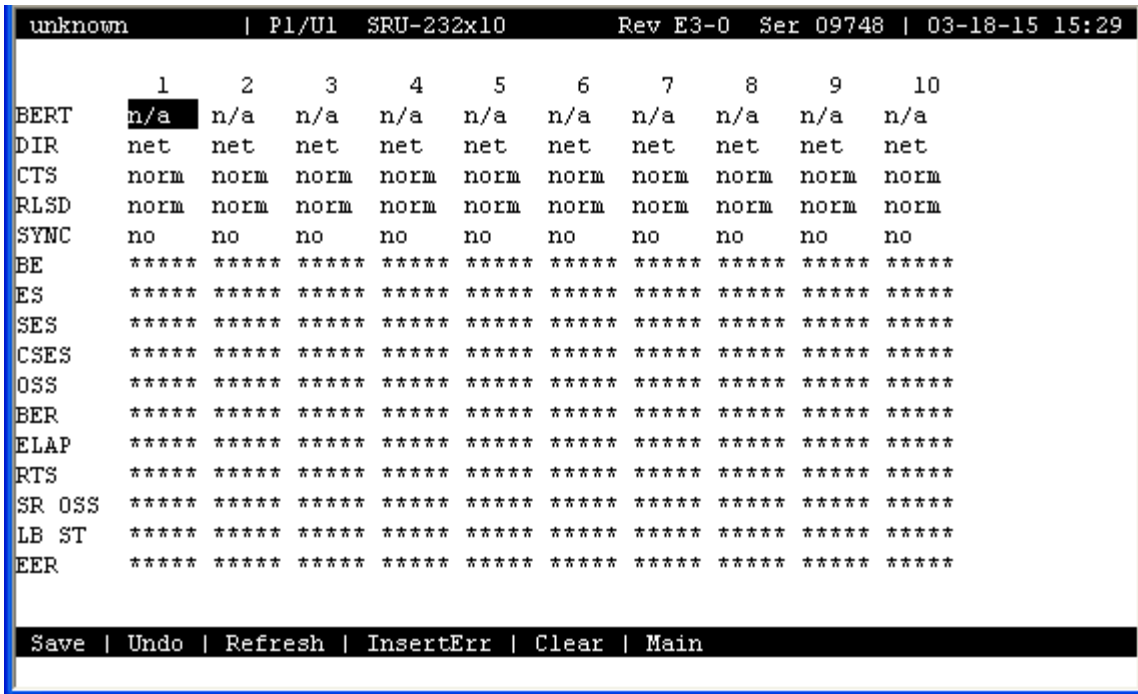 unknown | P1/U1 SRU-232x10 Rev E3-0 Ser 09748 | 03-18-15 15:29
1 2 3 4 5 6 7 8 9 10
BERT n/a n/a n/a n/a n/a n/a n/a n/a n/a n/a
DIR net net net net net net net net net net
CTS norm norm norm norm norm norm norm norm norm norm
RLSD norm norm norm norm norm norm norm norm norm norm
SYNC no no no no no no no no no no
BE ***** ***** ***** ***** ***** ***** ***** ***** ***** *****
ES ***** ***** ***** ***** ***** ***** ***** ***** ***** *****
SES ***** ***** ***** ***** ***** ***** ***** ***** ***** *****
CSES ***** ***** ***** ***** ***** ***** ***** ***** ***** *****
OSS ***** ***** ***** ***** ***** ***** ***** ***** ***** *****
BER ***** ***** ***** ***** ***** ***** ***** ***** ***** *****
ELAP ***** ***** ***** ***** ***** ***** ***** ***** ***** *****
RTS ***** ***** ***** ***** ***** ***** ***** ***** ***** *****
SR OSS ***** ***** ***** ***** ***** ***** ***** ***** ***** *****
LB ST ***** ***** ***** ***** ***** ***** ***** ***** ***** *****
EER ***** ***** ***** ***** ***** ***** ***** ***** ***** *****
Save | Undo | Refresh | InsertErr | Clear | Main